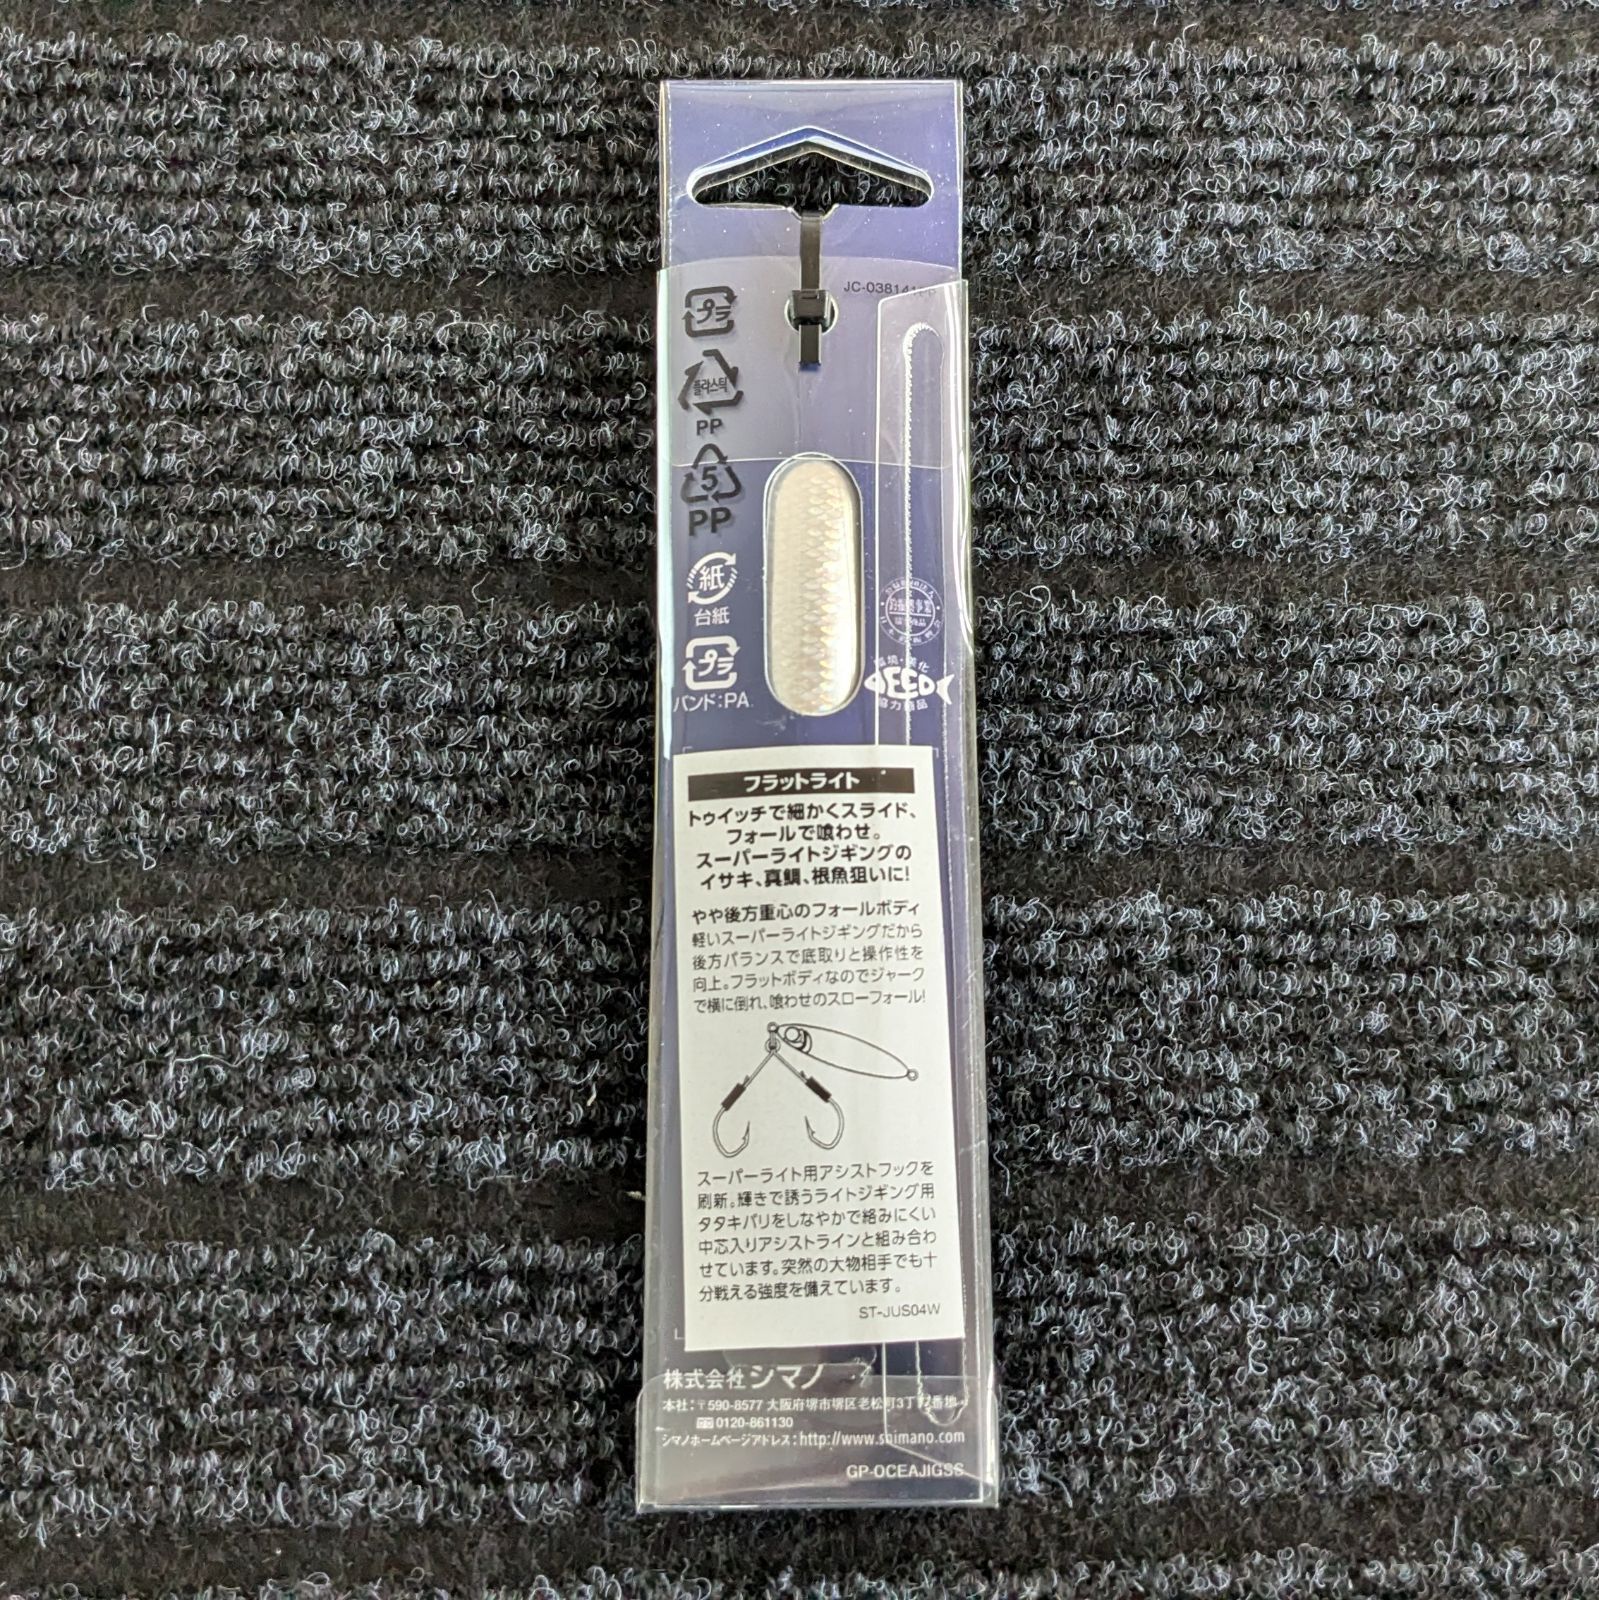 プラ
플라스틱
PP
5
PP
紙
台紙
プラ
バンド:PA
環境・美化
協力商品
フラットライト
トゥイッチで細かくスライド、
フォールで喰わせ。
スーパーライトジギングの
イサキ、真鯛、根魚狙いに!
やや後方重心のフォールボディ
軽いスーパーライトジギングだから
後方バランスで底取りと操作性を
向上。フラットボディなのでジャーク
で横に倒れ、喰わせのスローフォール!
スーパーライト用アシストフックを
刷新。輝きで誘うライトジギング用
タタキバリをしなやかで絡みにくい
中芯入りアシストラインと組み合わ
せています。突然の大物相手でも十
分戦える強度を備えています。
ST-JUS04W
株式会社シマノ
本社:〒590-8577 大阪府堺市堺区老松町3丁77番地
0120-861130
シマノホームページアドレス:http://www.shimano.com
GP-OCEAJIGSS